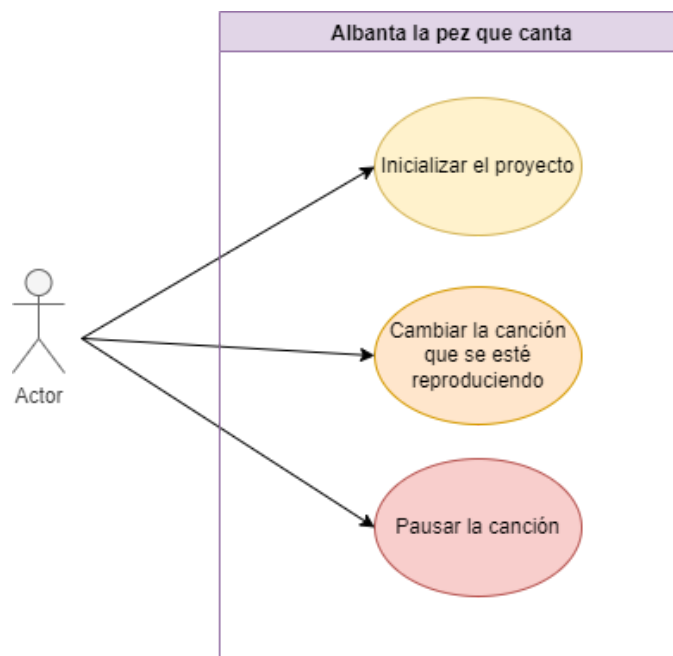 Albanta la pez que canta
Inicializar el proyecto
Cambiar la canción
que se esté
reproduciendo
Actor
Pausar la canción